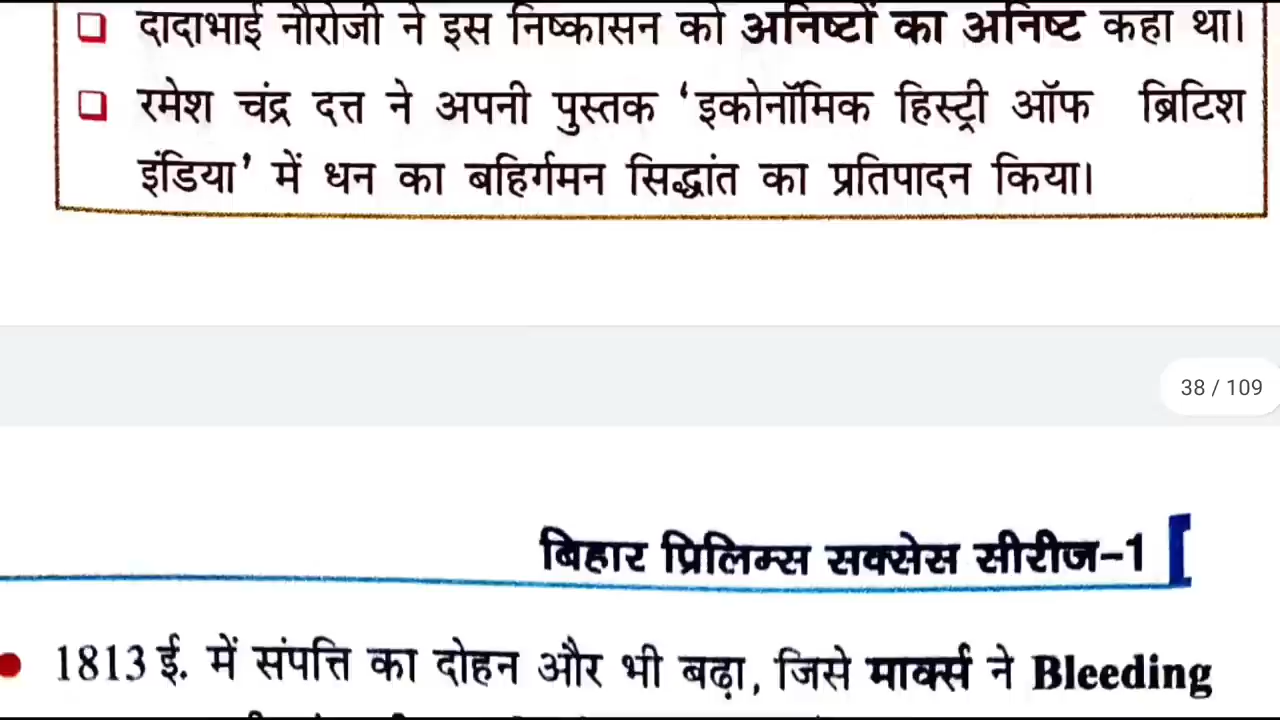 ❑ दादाभाई नौरोजी ने इस निष्कासन को अनिष्टों का अनिष्ट कहा था।
❑ रमेश चंद्र दत्त ने अपनी पुस्तक ‘इकोनॉमिक हिस्ट्री ऑफ ब्रिटिश
इंडिया’ में धन का बहिर्गमन सिद्धांत का प्रतिपादन किया।
38 / 109
बिहार प्रिलिम्स सक्सेस सीरीज-1
• 1813 ई. में संपत्ति का दोहन और भी बढ़ा, जिसे मार्क्स ने Bleeding